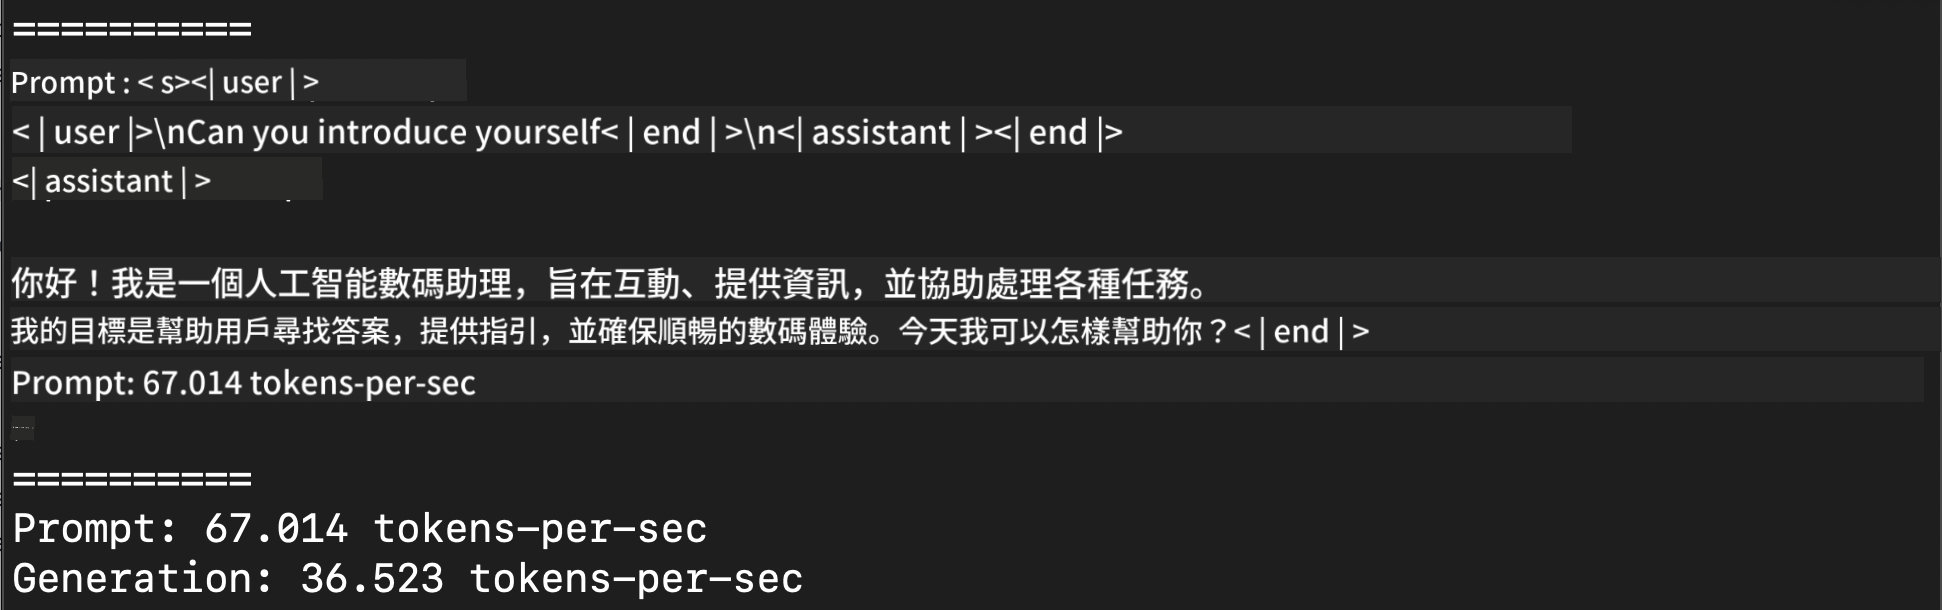 ==========
Prompt : < s><| user | >
< | user |>\nCan you introduce yourself< | end | >\n<| assistant | ><| end |>
<| assistant | >
你好！我是一個人工智能數碼助理，旨在互動、提供資訊，並協助處理各種任務。
我的目標是幫助用戶尋找答案，提供指引，並確保順暢的數碼體驗。今天我可以怎樣幫助你？< | end | >
Prompt: 67.014 tokens-per-sec
==========
Prompt: 67.014 tokens-per-sec
Generation: 36.523 tokens-per-sec